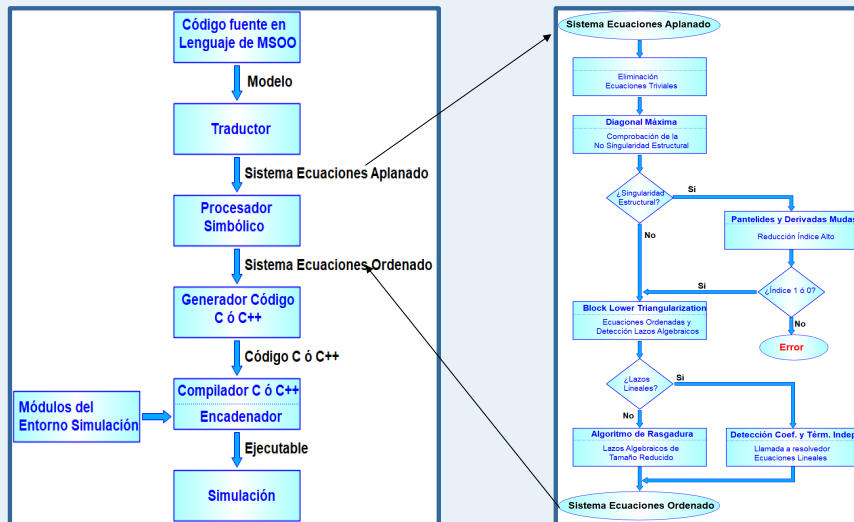 Código fuente en
Lenguaje de MSOO
Modelo
Traductor
Sistema Ecuaciones Aplanado
Procesador
Simbólico
Sistema Ecuaciones Ordenado
Generador Código
C ó C++
Código C ó C++
Compilador C ó C++
Encadenador
Módulos del
Entorno Simulación
Ejecutable
Simulación
Sistema Ecuaciones Aplanado
Eliminación
Ecuaciones Triviales
Diagonal Máxima
Comprobación de la
No Singularidad Estructural
¿Singularidad
Estructural?
Si
No
Pantelides y Derivadas Mudas
Reducción Índice Alto
¿Índice 1 ó 0?
Si
No
Error
Block Lower Triangularization
Ecuaciones Ordenadas y
Detección Lazos Algebraicos
¿Lazos
Lineales?
Si
No
Algoritmo de Rasgadura
Lazos Algebraicos de
Tamaño Reducido
Detección Coef. y Térm. Indep
Llamada a resolvedor
Ecuaciones Lineales
Sistema Ecuaciones Ordenado